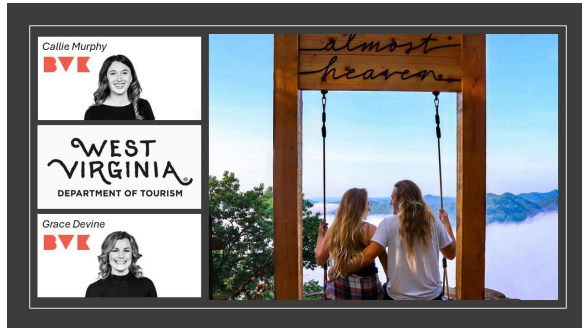 Callie Murphy
BVK
WEST
VIRGINIA®
DEPARTMENT OF TOURISM
Grace Devine
BVK
almost
heaven